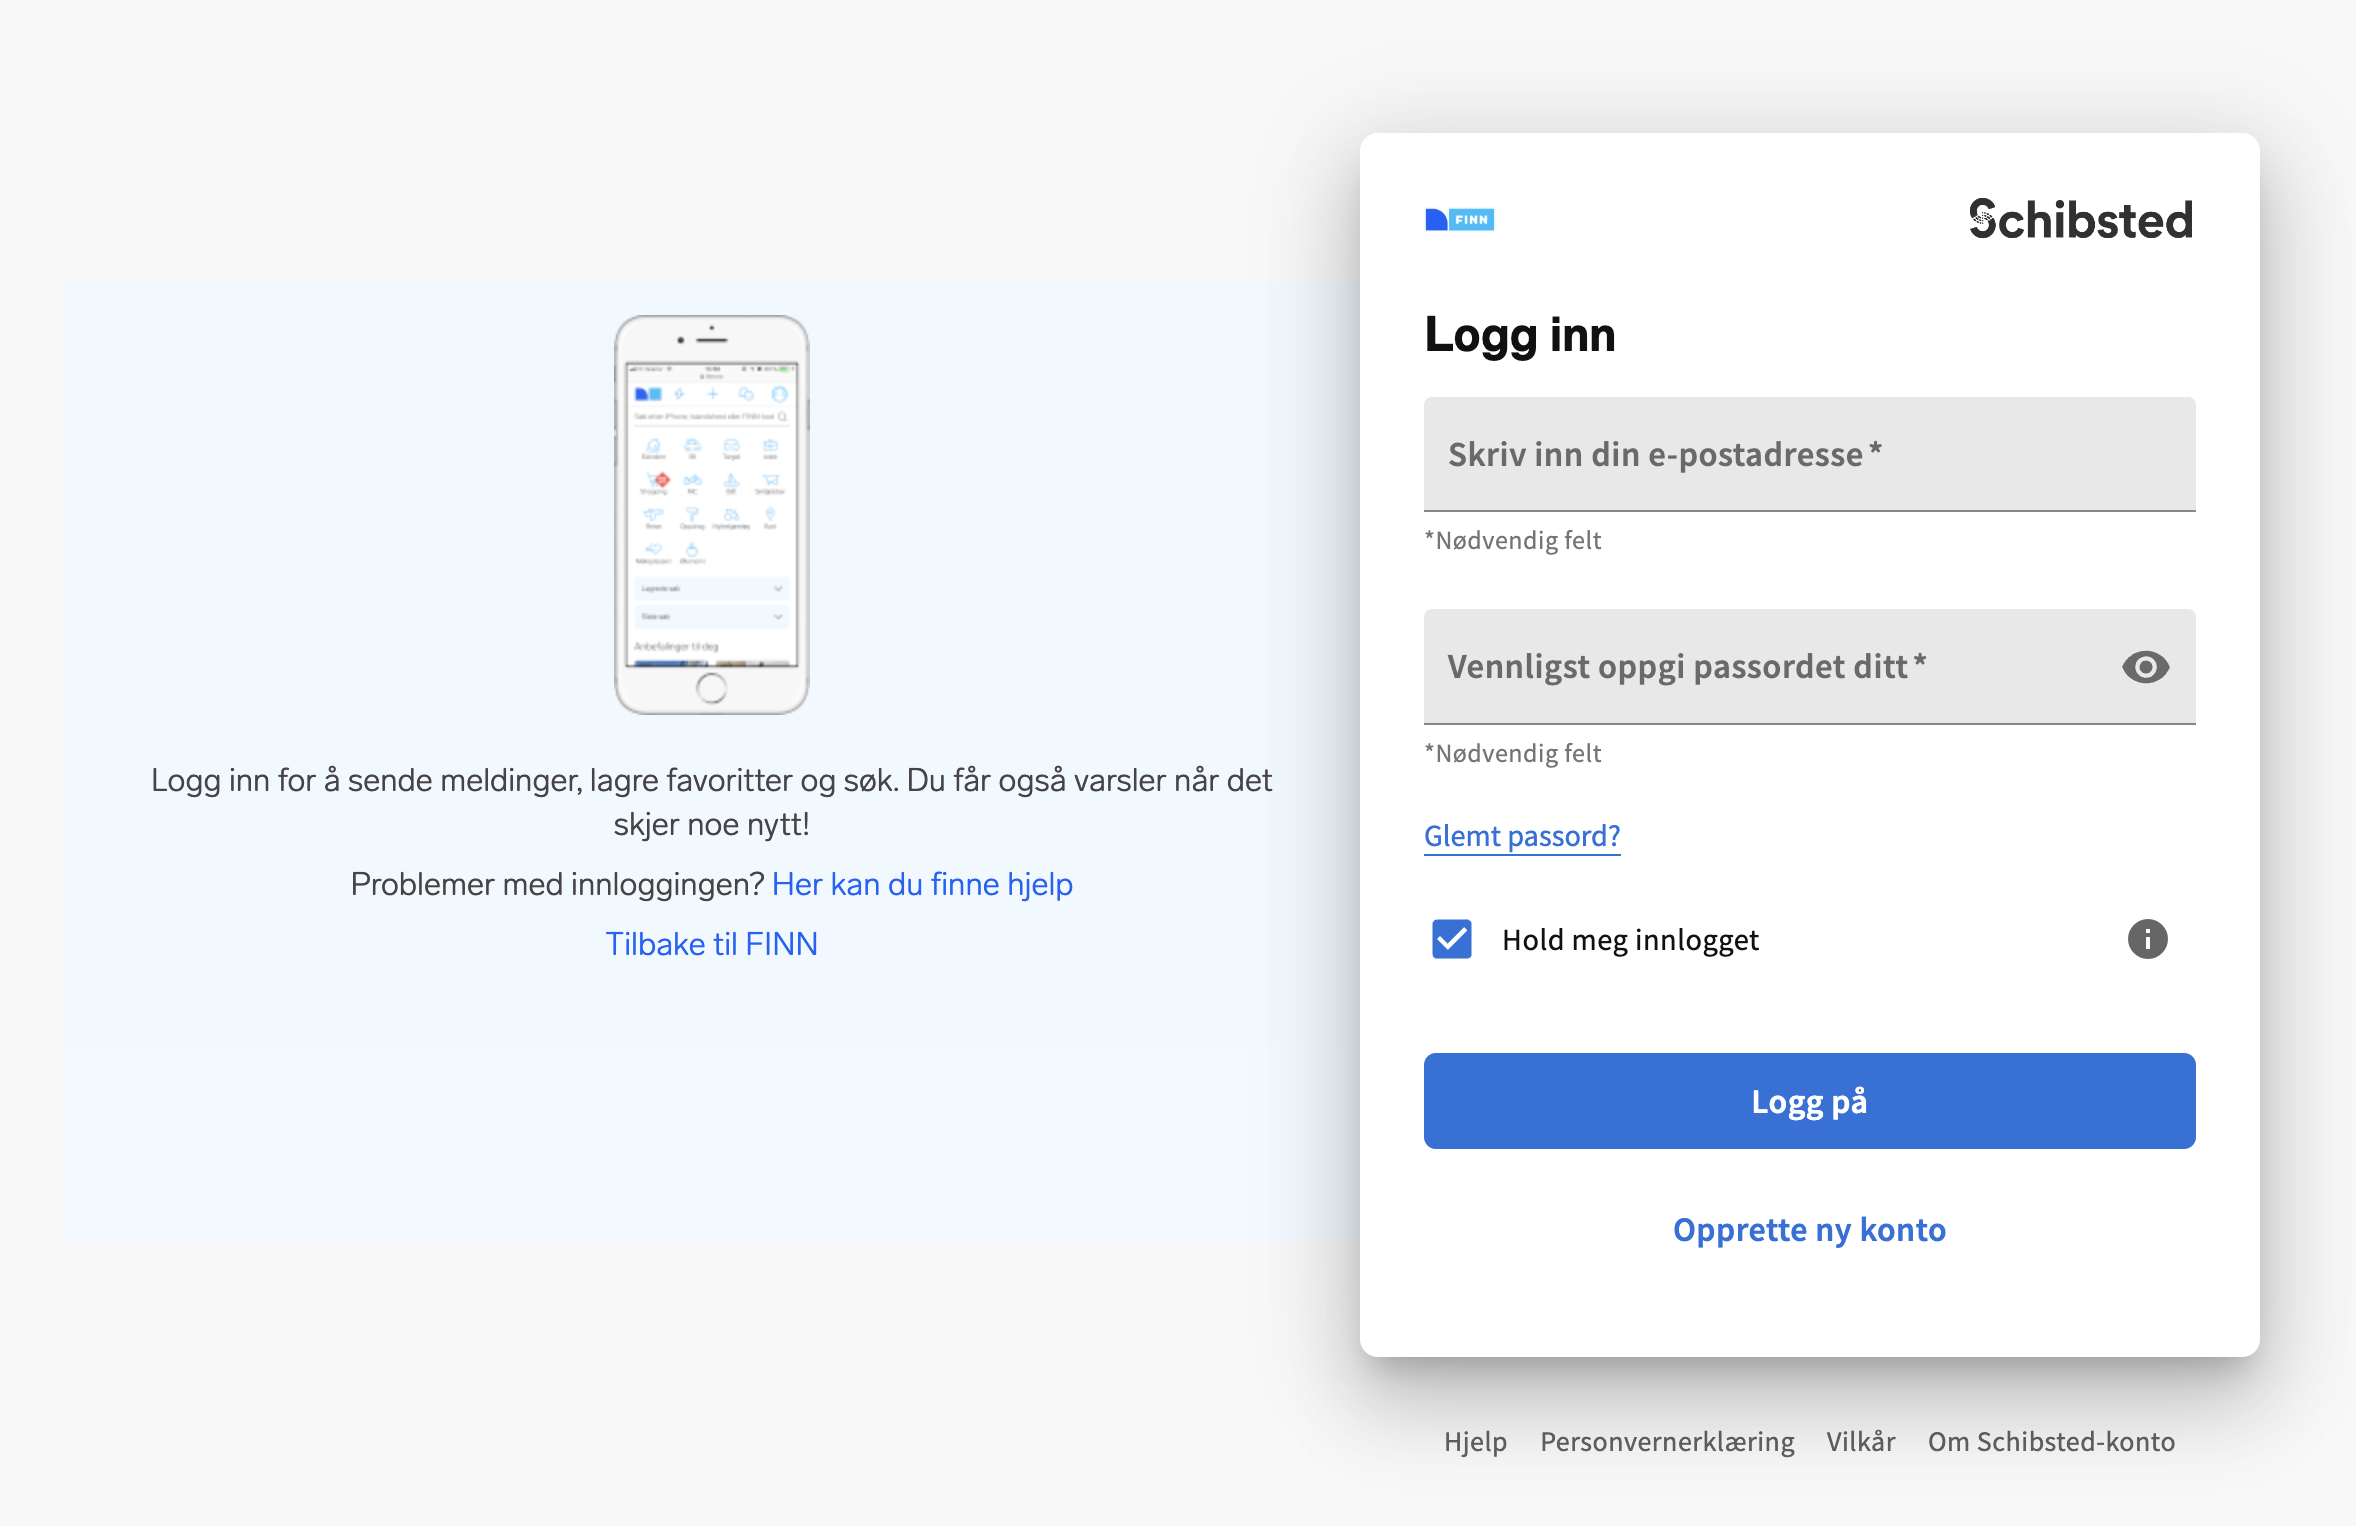 Anbefalinger til deg
Logg inn for å sende meldinger, lagre favoritter og søk. Du får også varsler når det
skjer noe nytt!
Problemer med innloggingen? Her kan du finne hjelp
Tilbake til FINN
FINN
Schibsted
Logg inn
Skriv inn din e-postadresse*
*Nødvendig felt
Vennligst oppgi passordet ditt*
*Nødvendig felt
Glemt passord?
Hold meg innlogget
Logg på
Opprette ny konto
Hjelp Personvernerklæring Vilkår Om Schibsted-konto